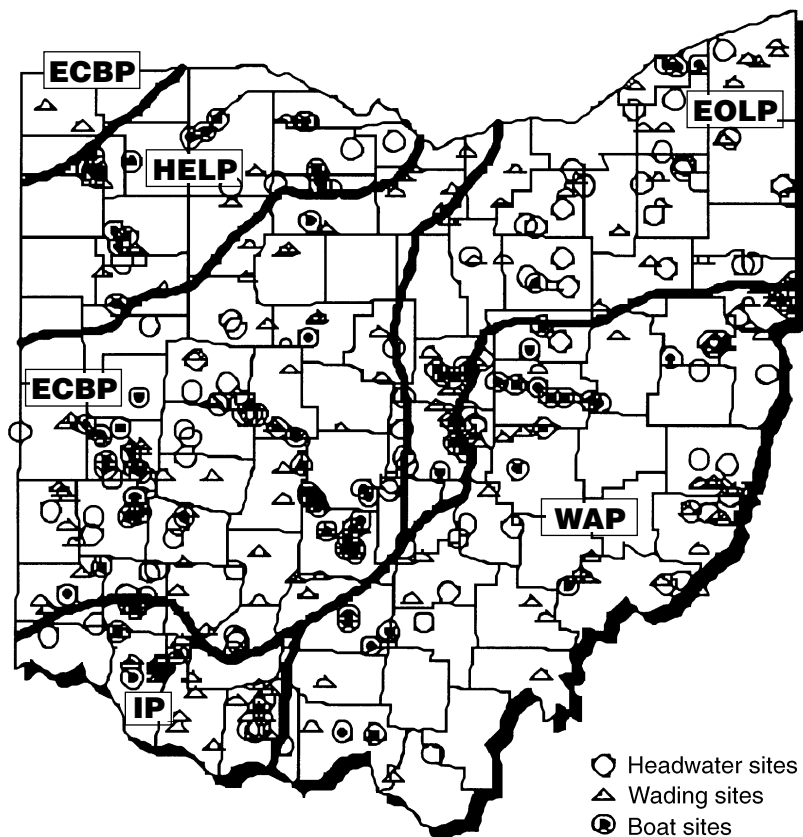 ECBP
EOLP
HELP
ECBP
WAP
IP
Headwater sites
Wading sites
Boat sites